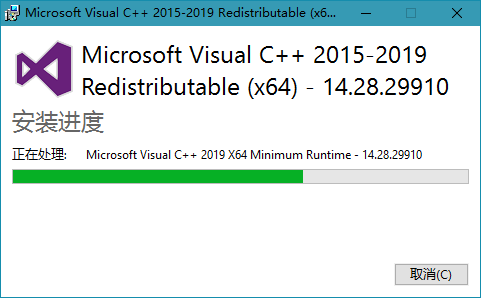 Microsoft Visual C++ 2015-2019 Redistributable (x6...
Microsoft Visual C++ 2015-2019
Redistributable (x64) - 14.28.29910
安装进度
正在处理: Microsoft Visual C++ 2019 X64 Minimum Runtime - 14.28.29910
取消(C)